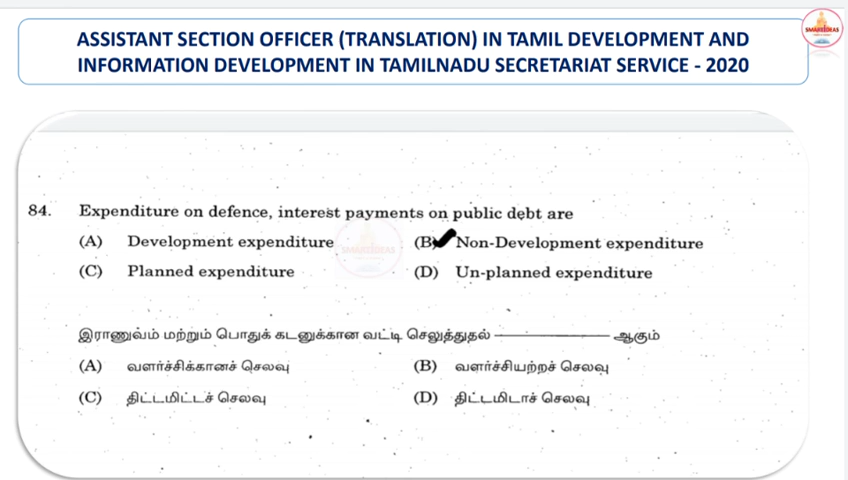 ASSISTANT SECTION OFFICER (TRANSLATION) IN TAMIL DEVELOPMENT AND
INFORMATION DEVELOPMENT IN TAMILNADU SECRETARIAT SERVICE - 2020
SMARTIDEAS
84. Expenditure on defence, interest payments on public debt are
(A) Development expenditure (B) Non-Development expenditure
(C) Planned expenditure (D) Un-planned expenditure
இராணுவம் மற்றும் பொதுக் கடனுக்கான வட்டி செலுத்துதல் ———— ஆகும்
(A) வளர்ச்சிக்கானச் செலவு (B) வளர்ச்சியற்றச் செலவு
(C) திட்டமிட்டச் செலவு (D) திட்டமிடாச் செலவு